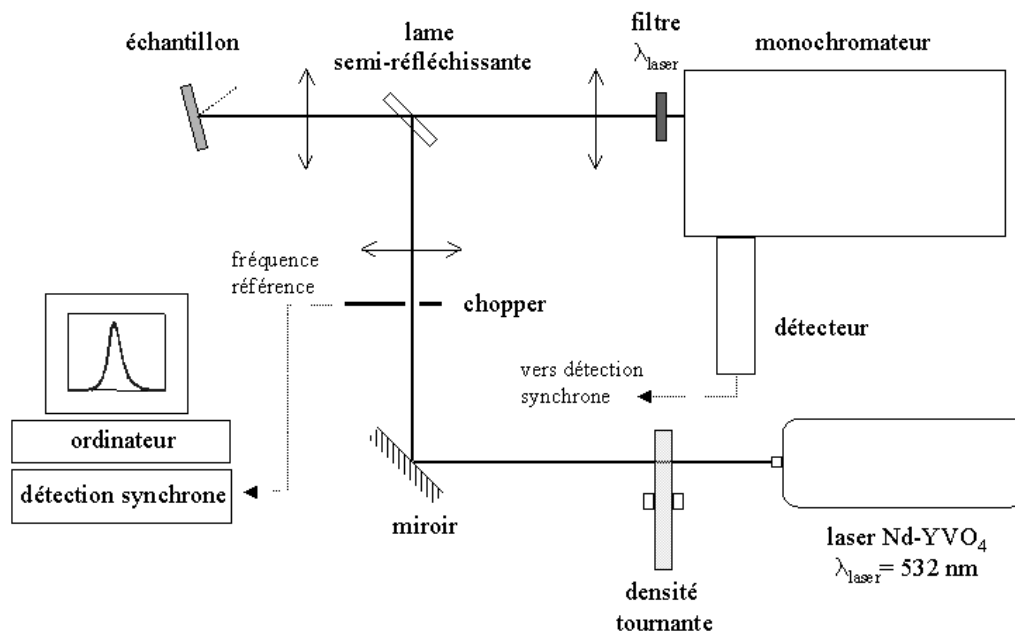 échantillon
lame
semi-réfléchissante
filtre
λlaser
monochromateur
fréquence
référence
chopper
détecteur
vers détection
synchrone
ordinateur
détection synchrone
miroir
densité
tournante
laser Nd-YVO4
λlaser= 532 nm